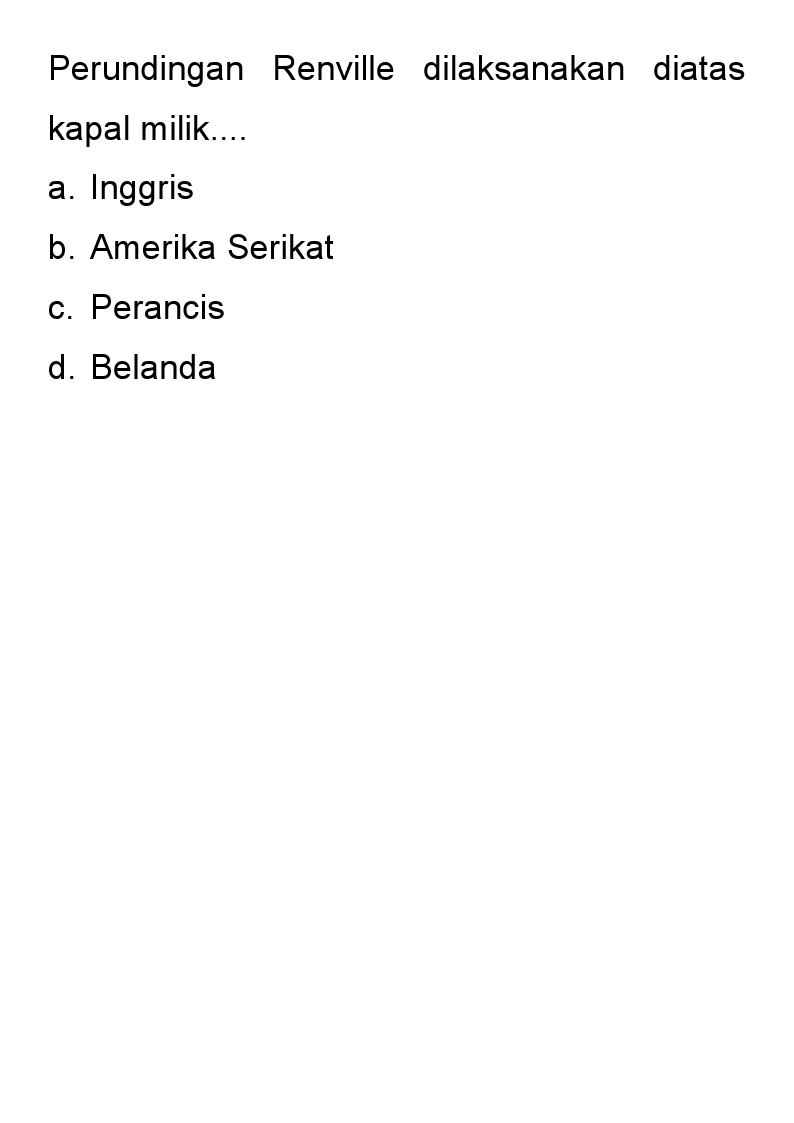 Perundingan Renville dilaksanakan diatas
kapal milik....
a. Inggris
b. Amerika Serikat
c. Perancis
d. Belanda